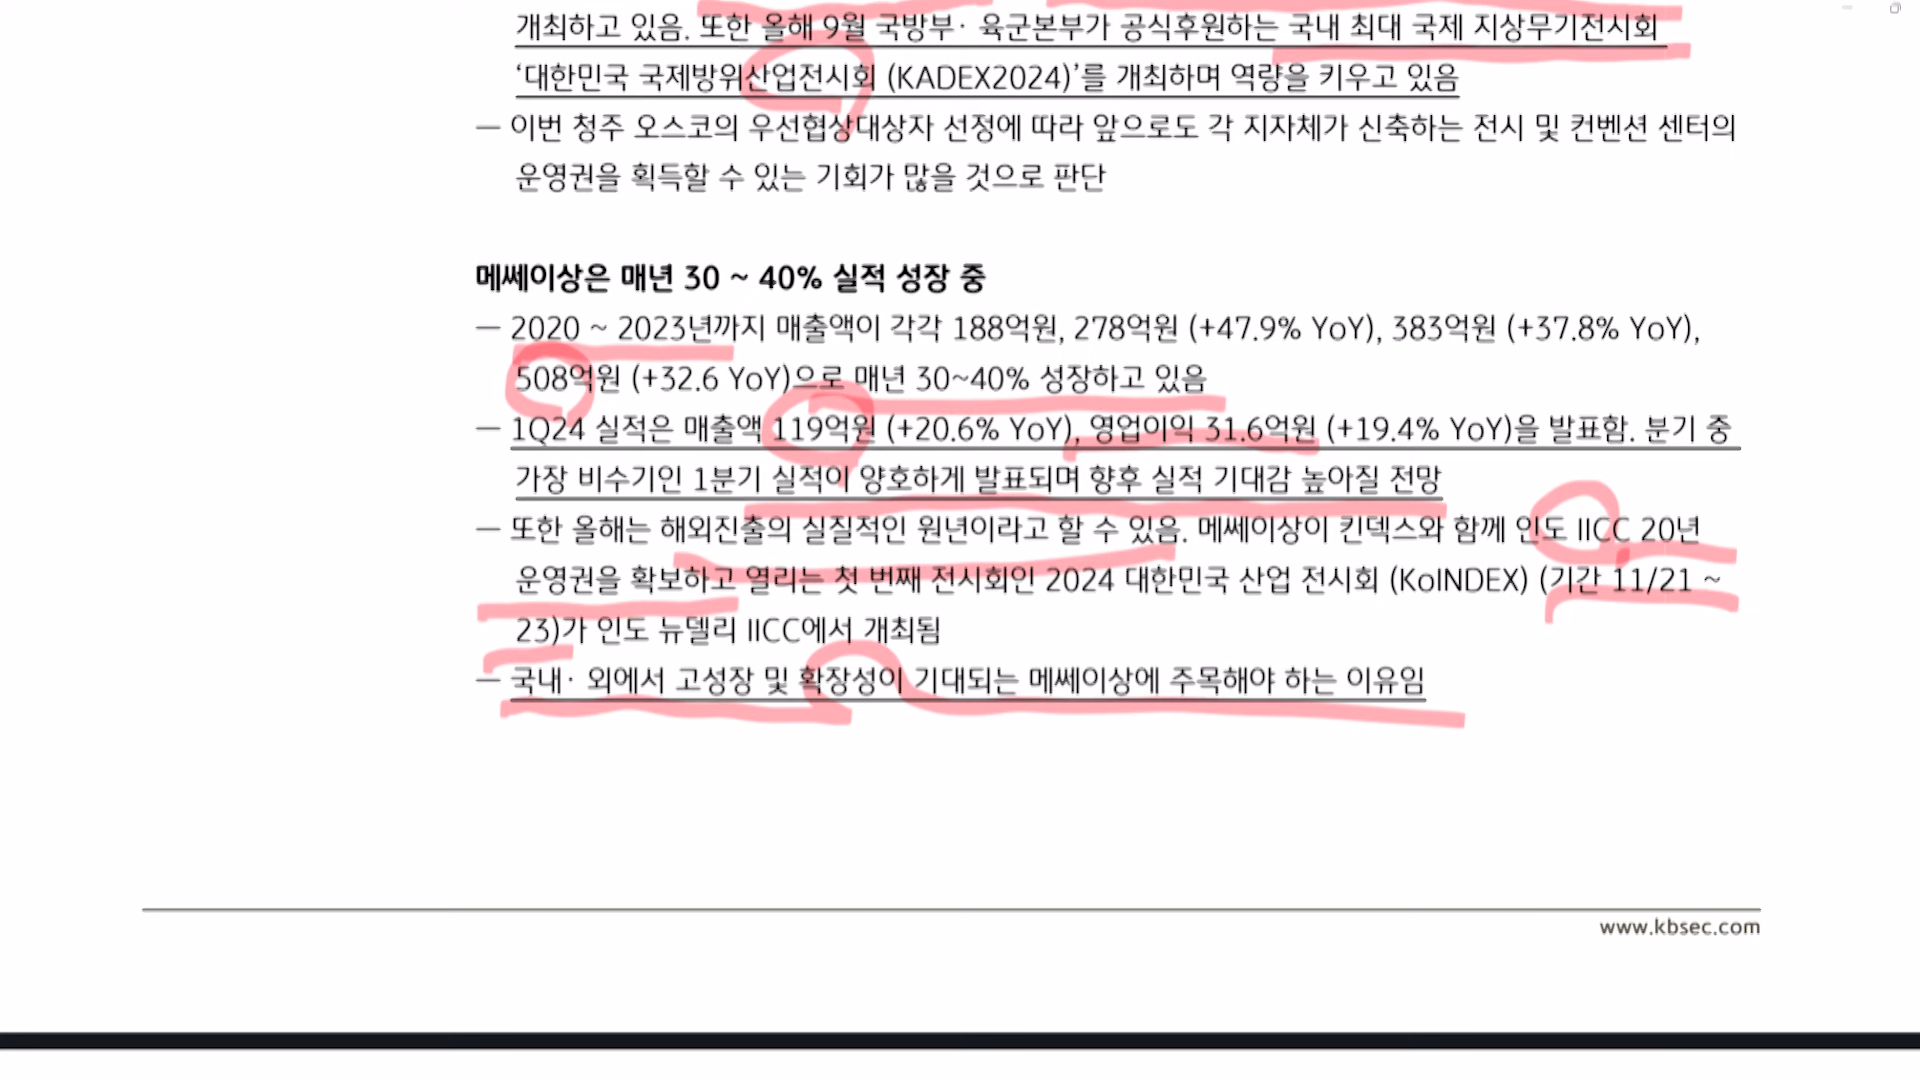 개최하고 있음. 또한 올해 9월 국방부· 육군본부가 공식후원하는 국내 최대 국제 지상무기전시회
‘대한민국 국제방위산업전시회 (KADEX2024)’를 개최하며 역량을 키우고 있음
— 이번 청주 오스코의 우선협상대상자 선정에 따라 앞으로도 각 지자체가 신축하는 전시 및 컨벤션 센터의
운영권을 획득할 수 있는 기회가 많을 것으로 판단
메쎄이상은 매년 30 ~ 40% 실적 성장 중
— 2020 ~ 2023년까지 매출액이 각각 188억원, 278억원 (+47.9% YoY), 383억원 (+37.8% YoY),
508억원 (+32.6 YoY)으로 매년 30~40% 성장하고 있음
— 1Q24 실적은 매출액 119억원 (+20.6% YoY), 영업이익 31.6억원 (+19.4% YoY)을 발표함. 분기 중
가장 비수기인 1분기 실적이 양호하게 발표되며 향후 실적 기대감 높아질 전망
— 또한 올해는 해외진출의 실질적인 원년이라고 할 수 있음. 메쎄이상이 킨덱스와 함께 인도 IICC 20년
운영권을 확보하고 열리는 첫 번째 전시회인 2024 대한민국 산업 전시회 (KoINDEX) (기간 11/21 ~
23)가 인도 뉴델리 IICC에서 개최됨
— 국내· 외에서 고성장 및 확장성이 기대되는 메쎄이상에 주목해야 하는 이유임
www.kbsec.com